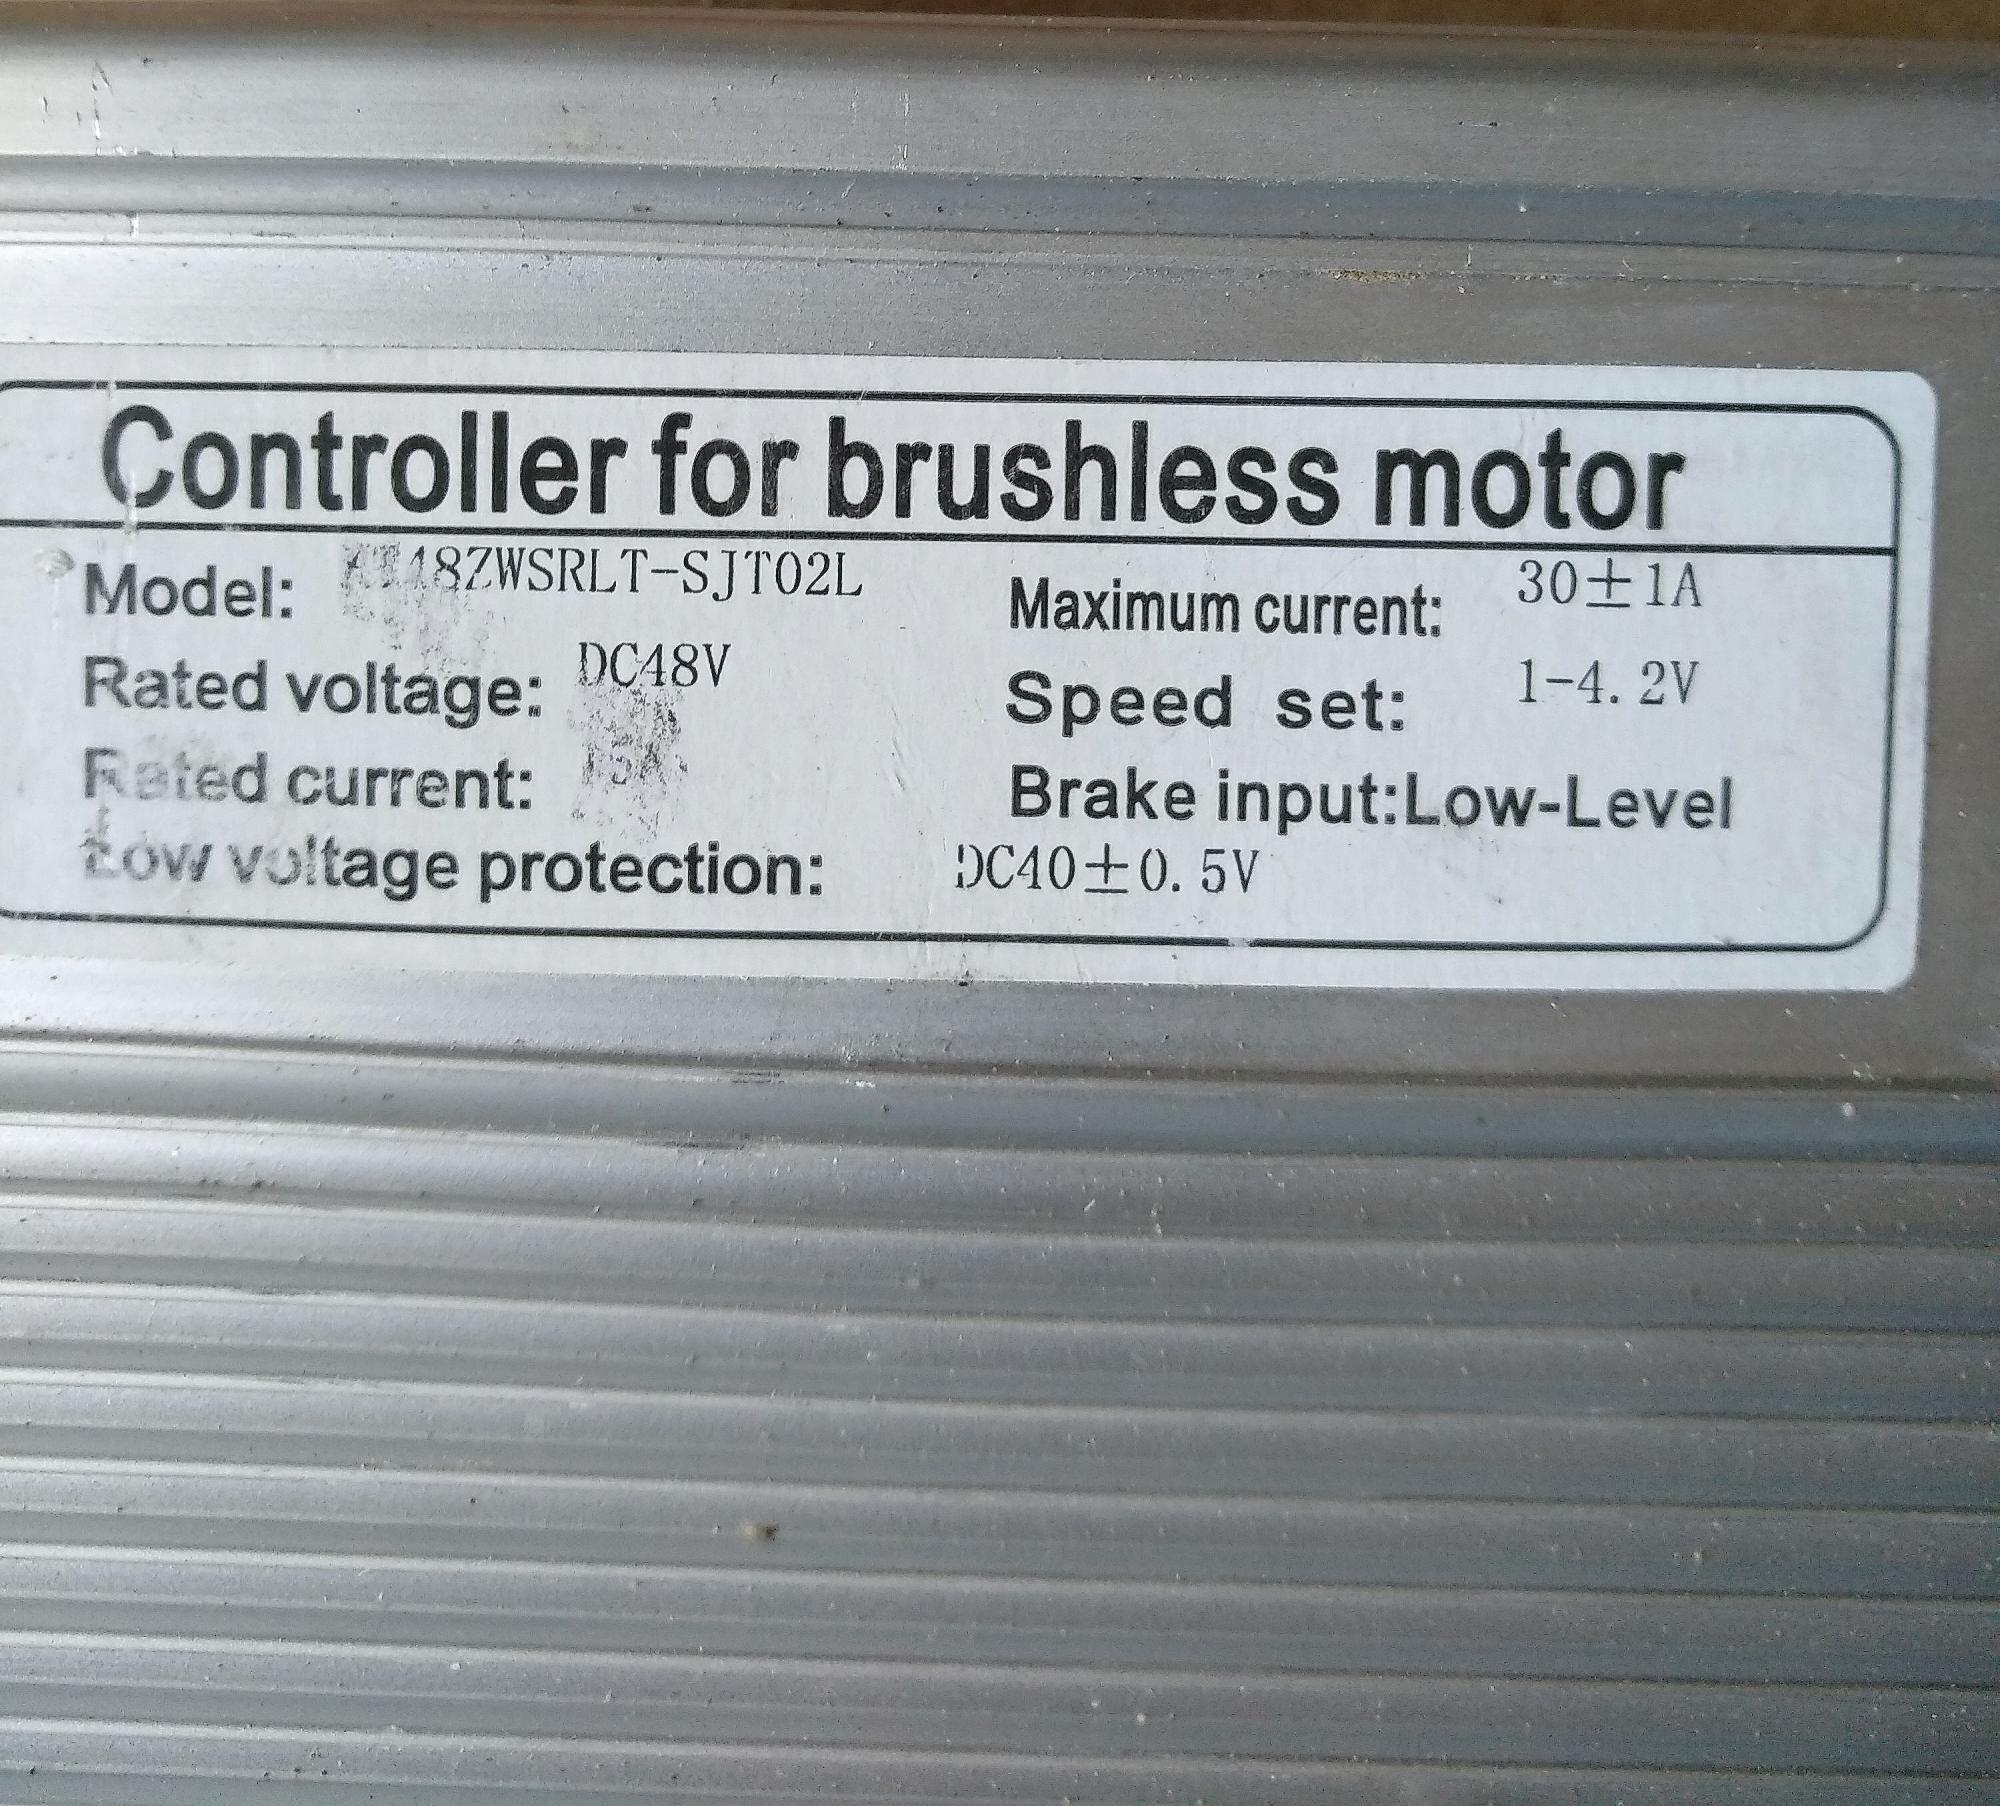 Controller for brushless motor
Model: KT48ZWSRLT-SJT02L Maximum current: 30±1A
Rated voltage: DC48V Speed set: 1-4.2V
Rated current: Brake input:Low-Level
Low voltage protection: DC40±0.5V